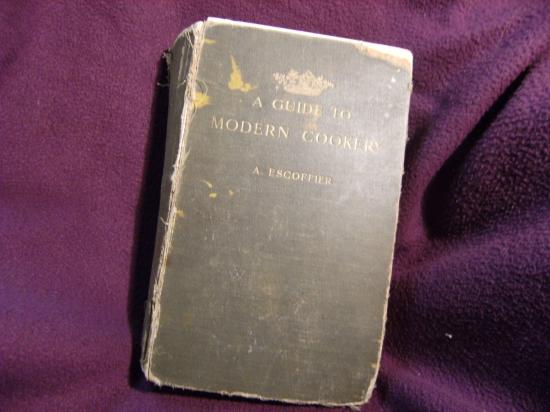 A GUIDE TO
MODERN COOKERY
A. ESCOFFIER